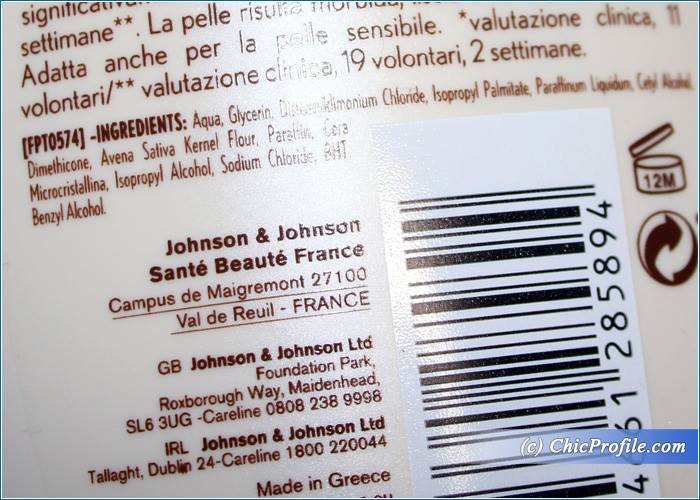 settimane**. La pelle risulta morbida,
Adatta anche per la pelle sensibile. *valutazione clinica, 11
volontari/** valutazione clinica, 19 volontari, 2 settimane.
[FPT0574] -INGREDIENTS: Aqua, Glycerin, Distearyldimonium Chloride, Isopropyl Palmitate, Paraffinum Liquidum, Cetyl Alcohol,
Dimethicone, Avena Sativa Kernel Flour, Paraffin, Cera
Microcristallina, Isopropyl Alcohol, Sodium Chloride, BHT,
Benzyl Alcohol.
12M
Johnson & Johnson
Santé Beauté France
Campus de Maigremont 27100
Val de Reuil - FRANCE
GB Johnson & Johnson Ltd
Foundation Park,
Roxborough Way, Maidenhead,
SL6 3UG -Careline 0808 238 9998
IRL Johnson & Johnson Ltd
Tallaght, Dublin 24-Careline 1800 220044
Made in Greece
285894
(c) ChicProfile.com